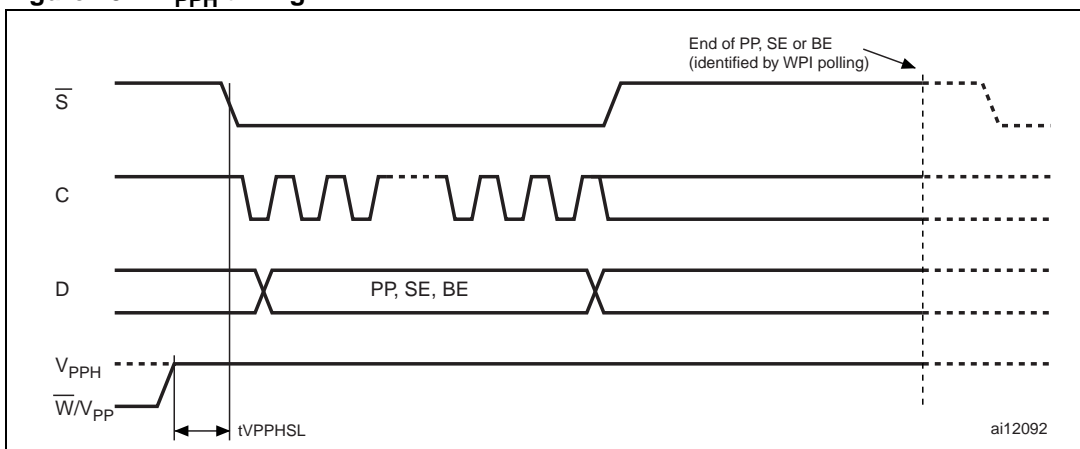 End of PP, SE or BE
(identified by WPI polling)
S
C
D
PP, SE, BE
VPPH
W/VPP
tVPPHSL
ai12092